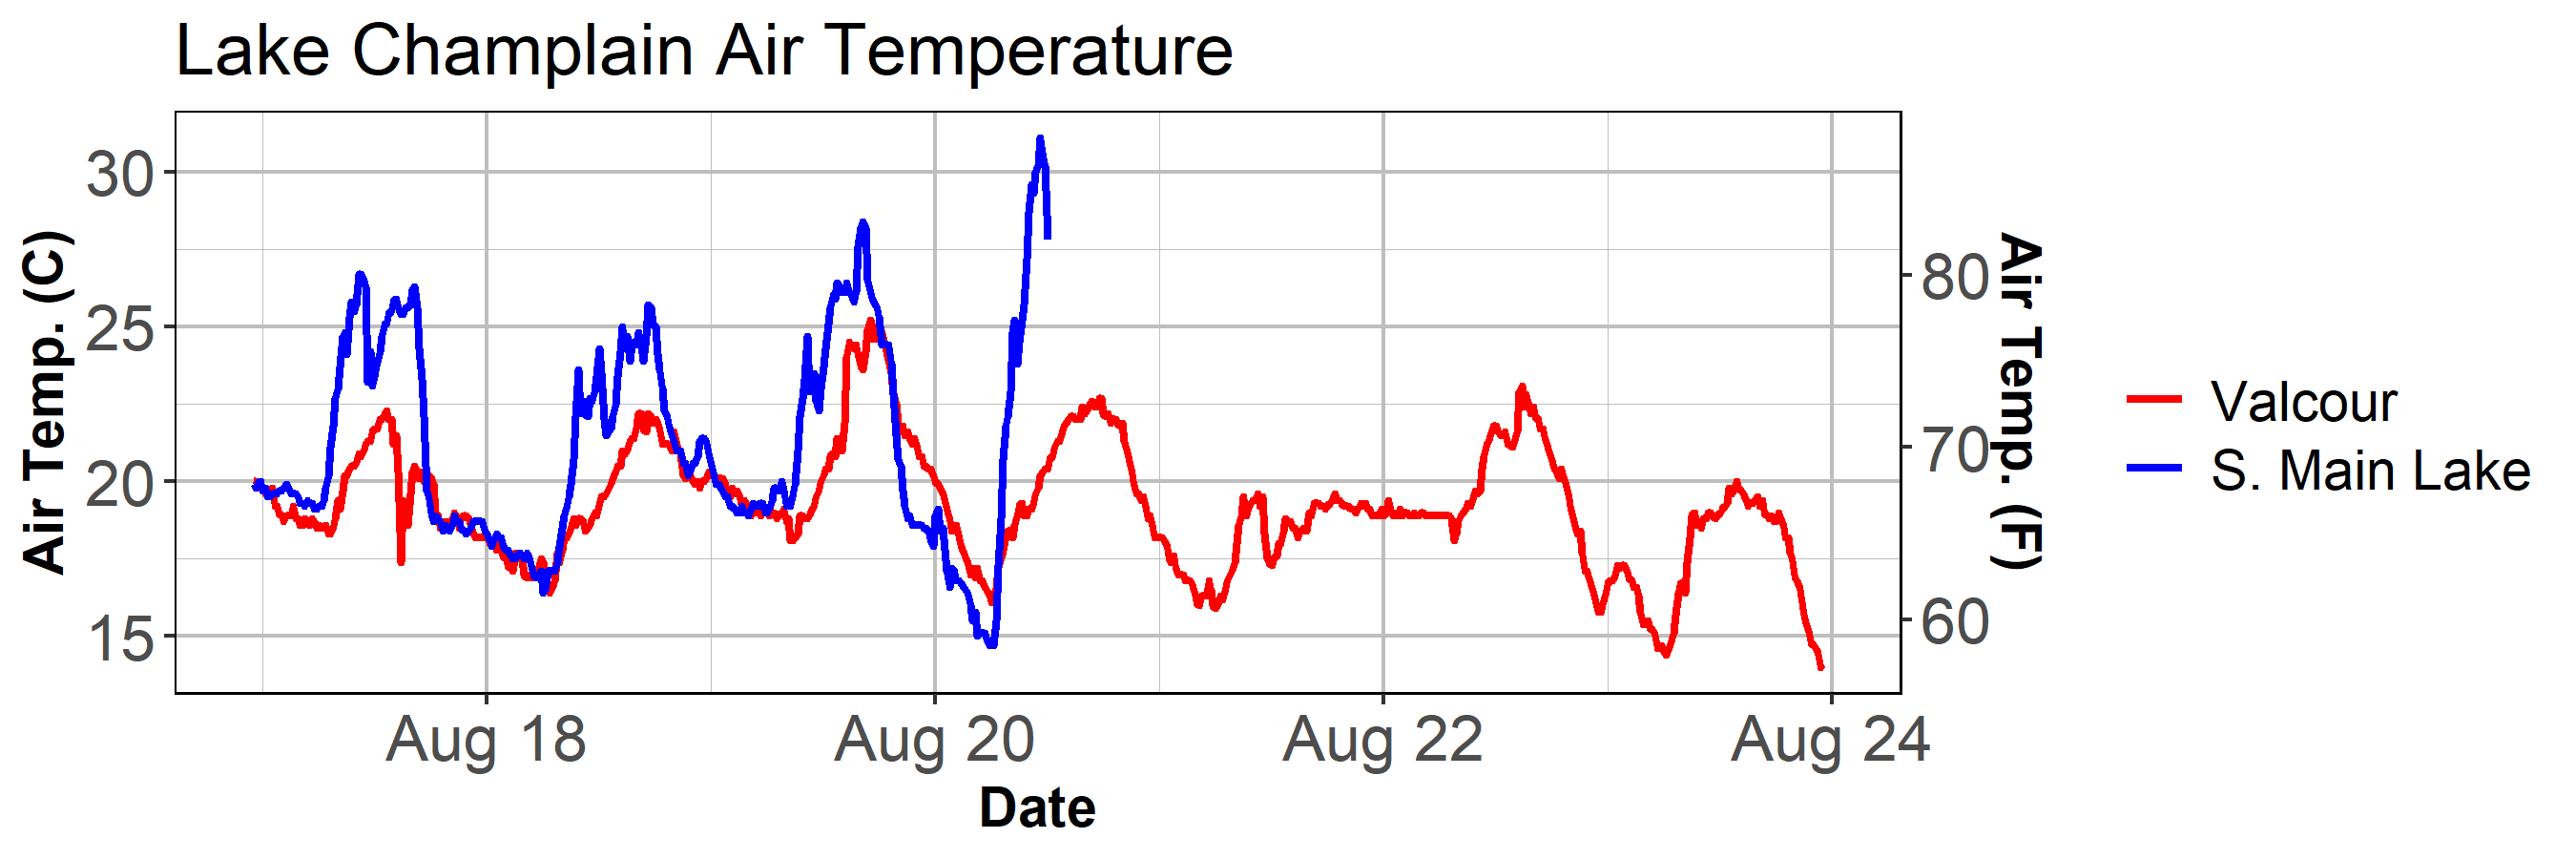 Lake Champlain Air Temperature
Air Temp. (C)
30
25
20
15
80
70
60
Air Temp. (F)
Aug 18
Aug 20
Aug 22
Aug 24
Date
Valcour
S. Main Lake